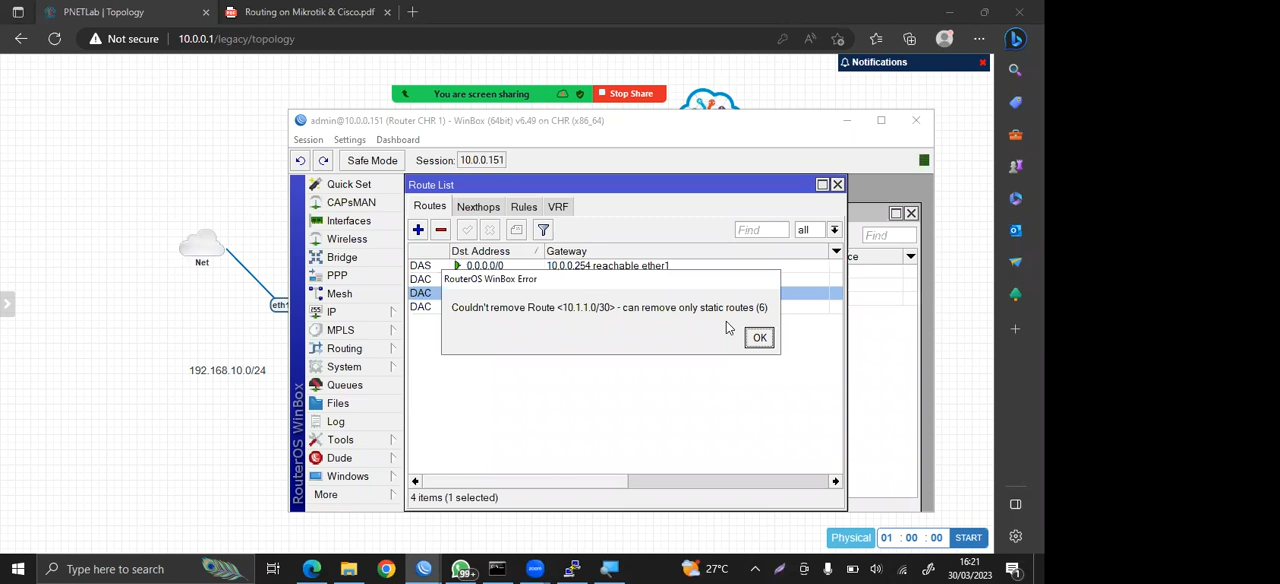 PNETLab | Topology
Routing on Mikrotik & Cisco.pdf
Not secure
10.0.0.1/legacy/topology
Notifications
You are screen sharing
Stop Share
admin@10.0.0.151 (Router CHR 1) - WinBox (64bit) v6.49 on CHR (x86_64)
Session Settings Dashboard
Safe Mode
Session: 10.0.0.151
Quick Set
CAPsMAN
Interfaces
Wireless
Bridge
PPP
Mesh
IP
MPLS
Routing
System
Queues
Files
Log
Tools
Dude
Windows
More
RouterOS WinBox
Route List
Routes Nexthops Rules VRF
Find
all
Find
Dst. Address Gateway
ce
DAS 0.0.0.0/0 10.0.0.254 reachable ether1
DAC
DAC
DAC
RouterOS WinBox Error
Couldn't remove Route <10.1.1.0/30> - can remove only static routes (6)
OK
4 items (1 selected)
Net
eth1
192.168.10.0/24
Physical 01 : 00 : 00 START
Type here to search
99+
zoom
27°C
16:21
30/03/2023
1